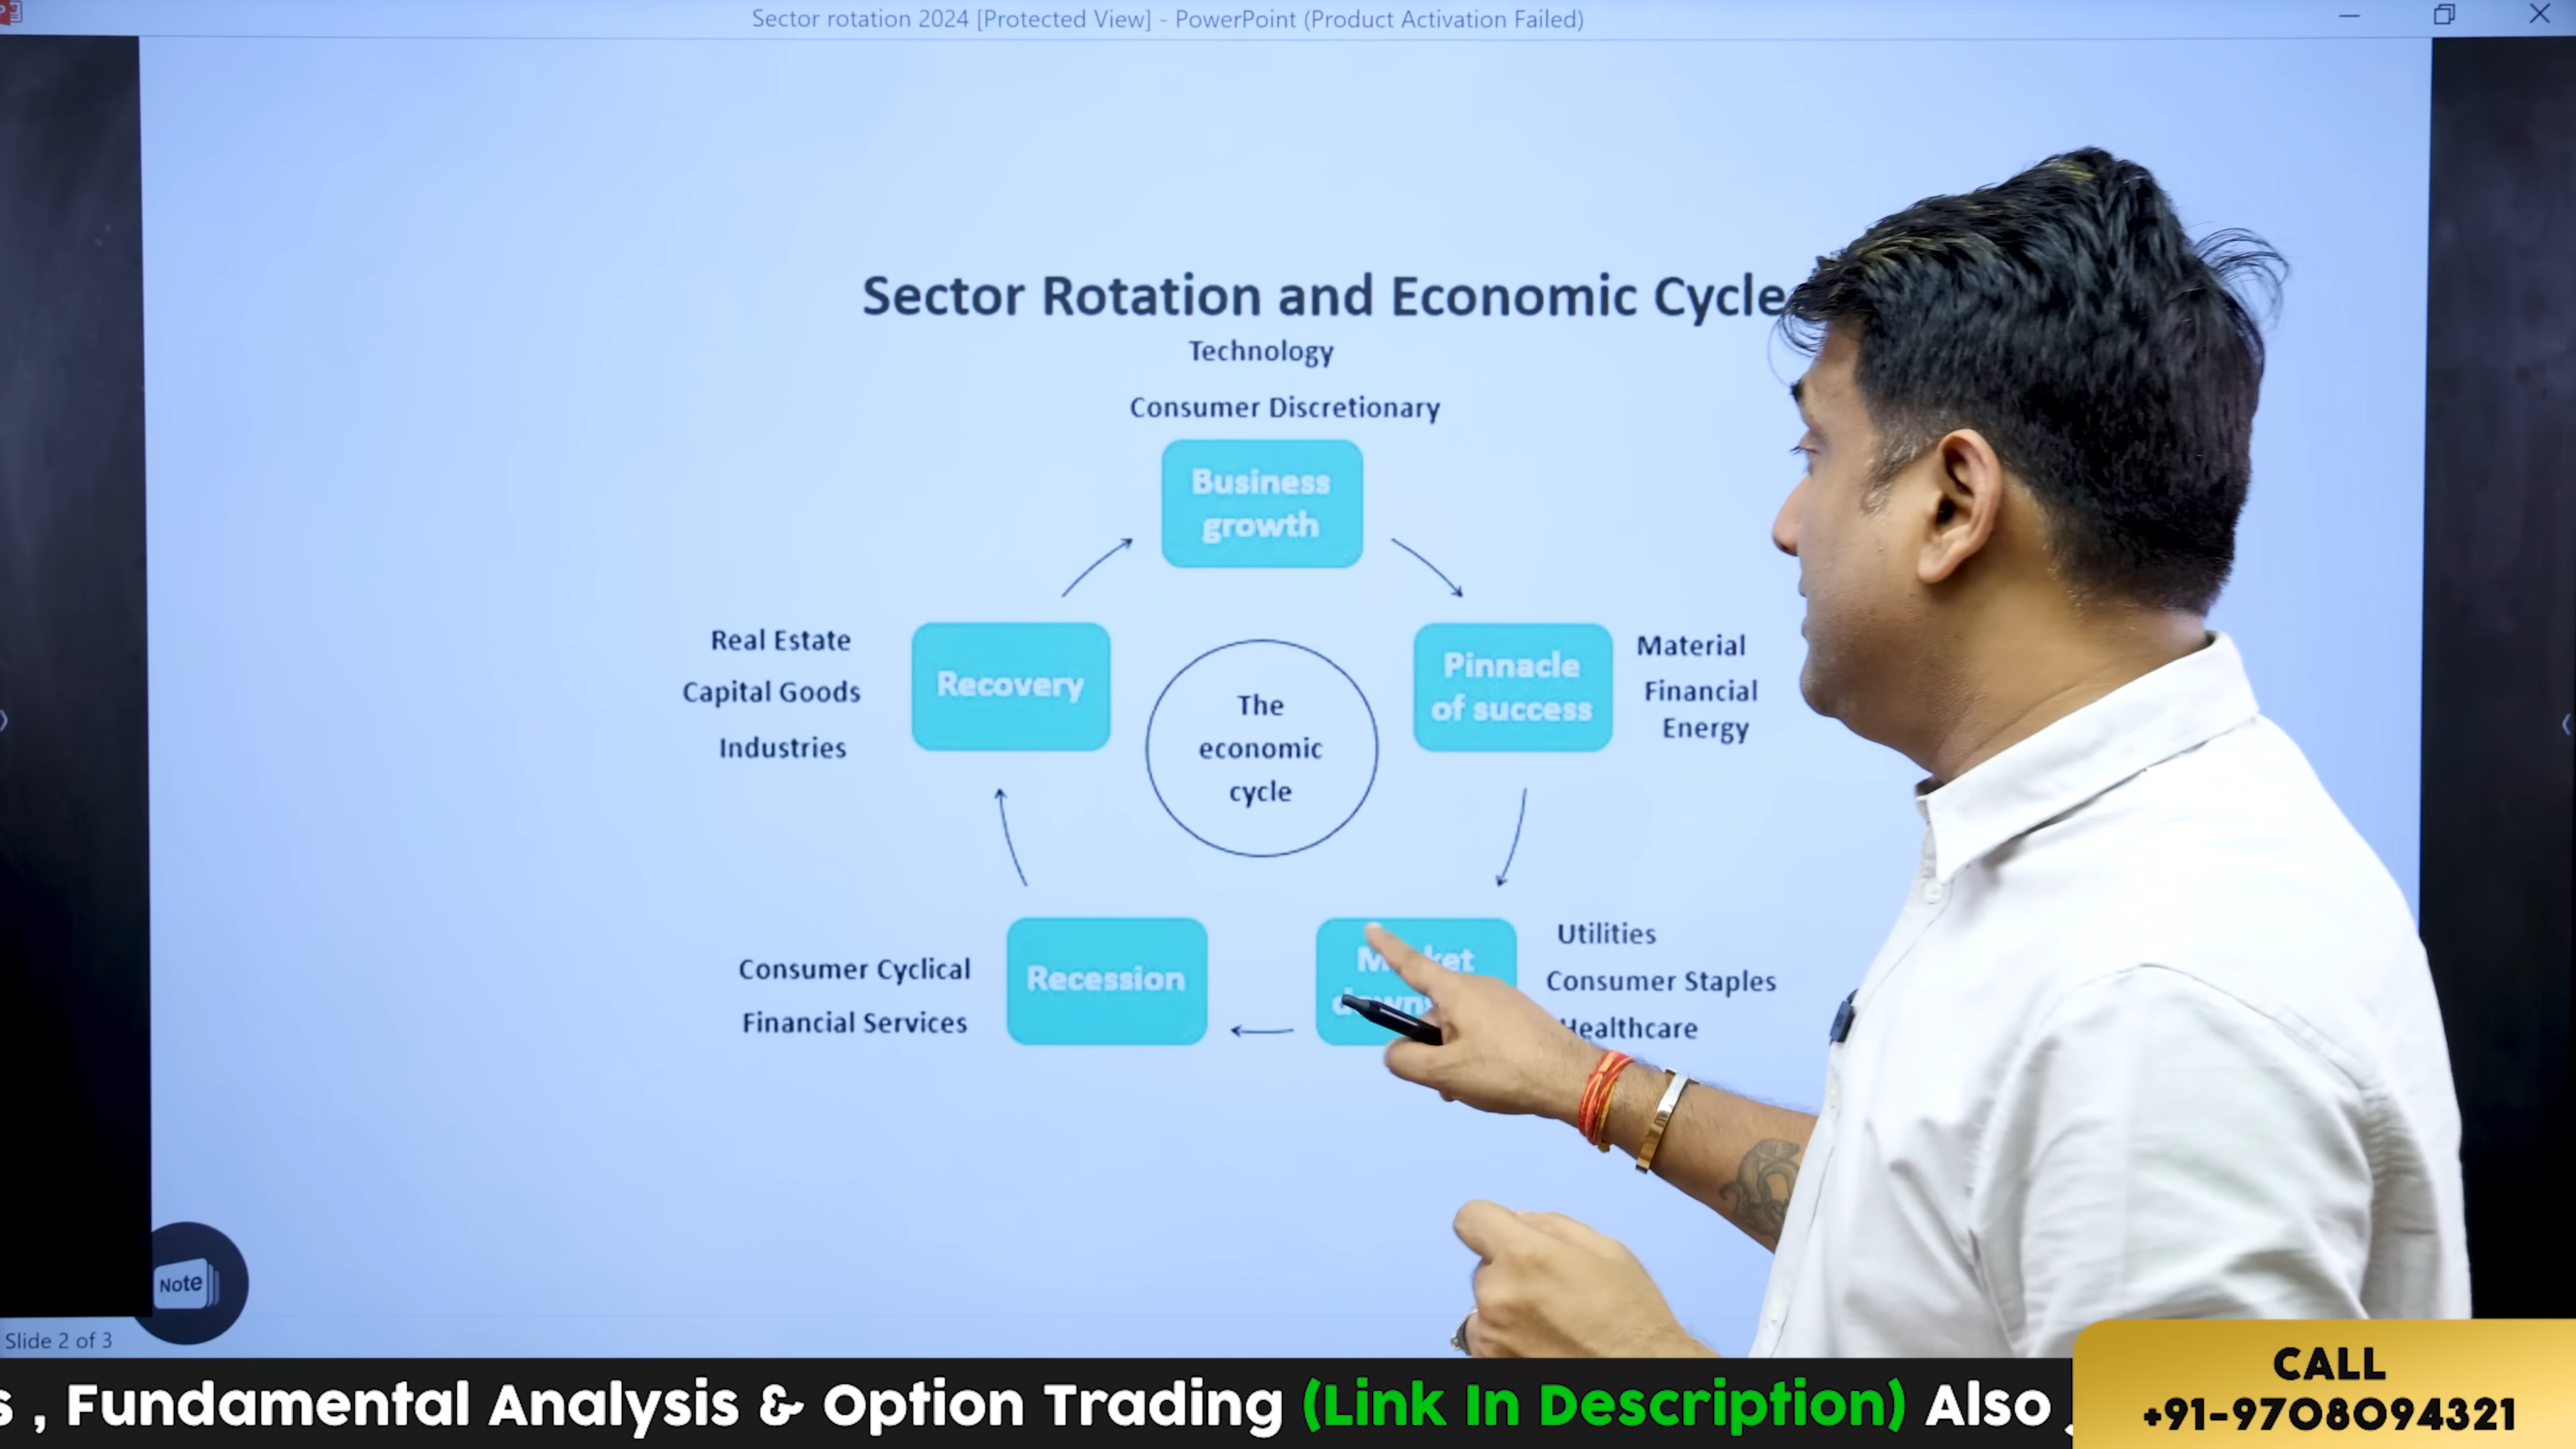 Sector rotation 2024 [Protected View] - PowerPoint (Product Activation Failed)
Sector Rotation and Economic Cycle
Technology
Consumer Discretionary
Business
growth
Real Estate
Capital Goods
Industries
Recovery
The
economic
cycle
Pinnacle
of success
Material
Financial
Energy
Consumer Cyclical
Financial Services
Recession
Utilities
Consumer Staples
Healthcare
Note
Slide 2 of 3
s , Fundamental Analysis & Option Trading (Link In Description) Also
CALL
+91-9708094321